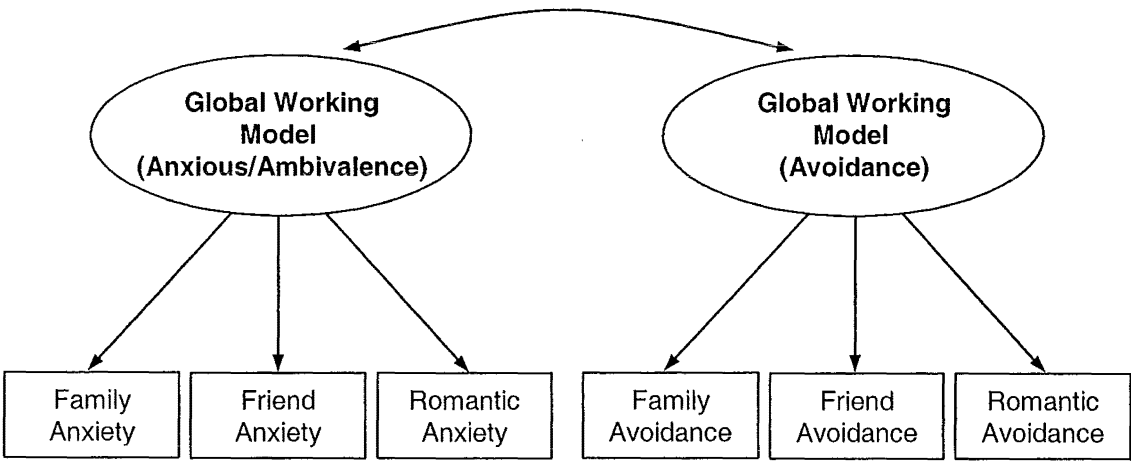 Global Working
Model
(Anxious/Ambivalence)
Global Working
Model
(Avoidance)
Family
Anxiety
Friend
Anxiety
Romantic
Anxiety
Family
Avoidance
Friend
Avoidance
Romantic
Avoidance